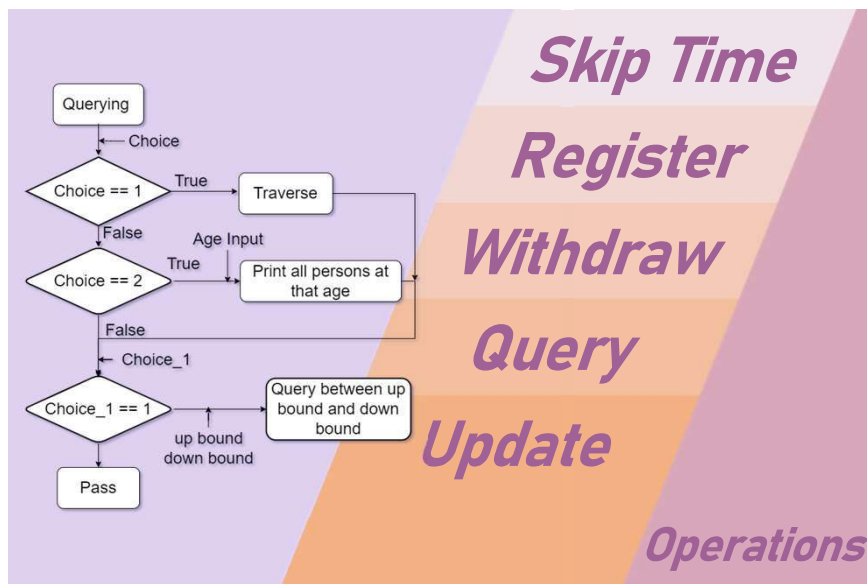 Querying
Choice
Choice == 1
True
Traverse
False
Age Input
Choice == 2
True
Print all persons at
that age
False
Choice_1
Choice_1 == 1
up bound
down bound
Query between up
bound and down
bound
Pass
Skip Time
Register
Withdraw
Query
Update
Operations